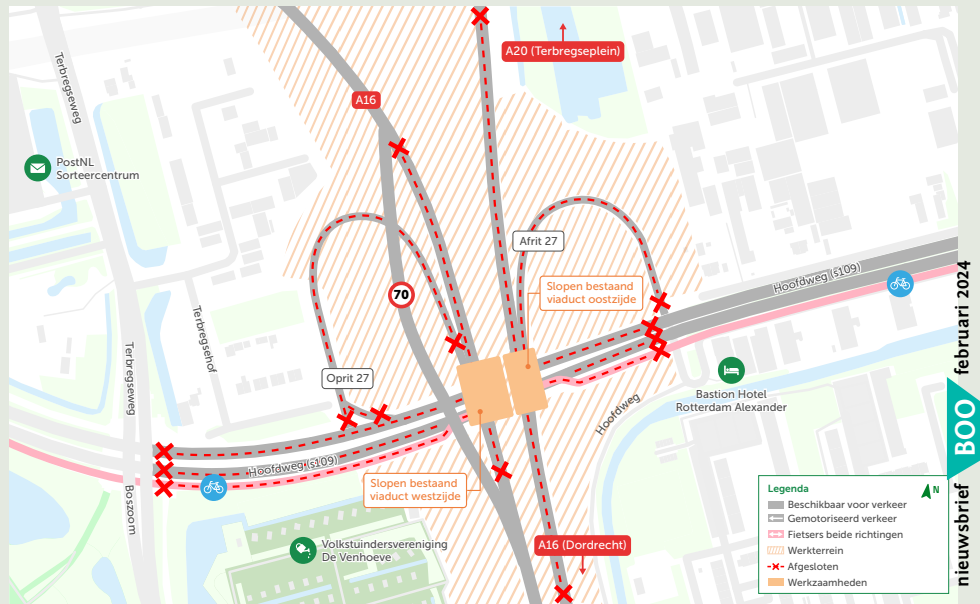 A20 (Terbregseplein)
Terbregseweg
A16
PostNL
Sorteercentrum
Afrit 27
Hoofdweg (s109)
Slopen bestaand
viaduct oostzijde
70
Terbregsehof
Terbregseweg
Oprit 27
Bastion Hotel
Rotterdam Alexander
Hoofdweg
Hoofdweg (s109)
Slopen bestaand
viaduct westzijde
Boszoom
Volkstuindersvereniging
De Venhoeve
A16 (Dordrecht)
Legenda
N
Beschikbaar voor verkeer
Gemotoriseerd verkeer
Fietsers beide richtingen
Werkterrein
Afgesloten
Werkzaamheden
nieuwsbrief BOO februari 2024